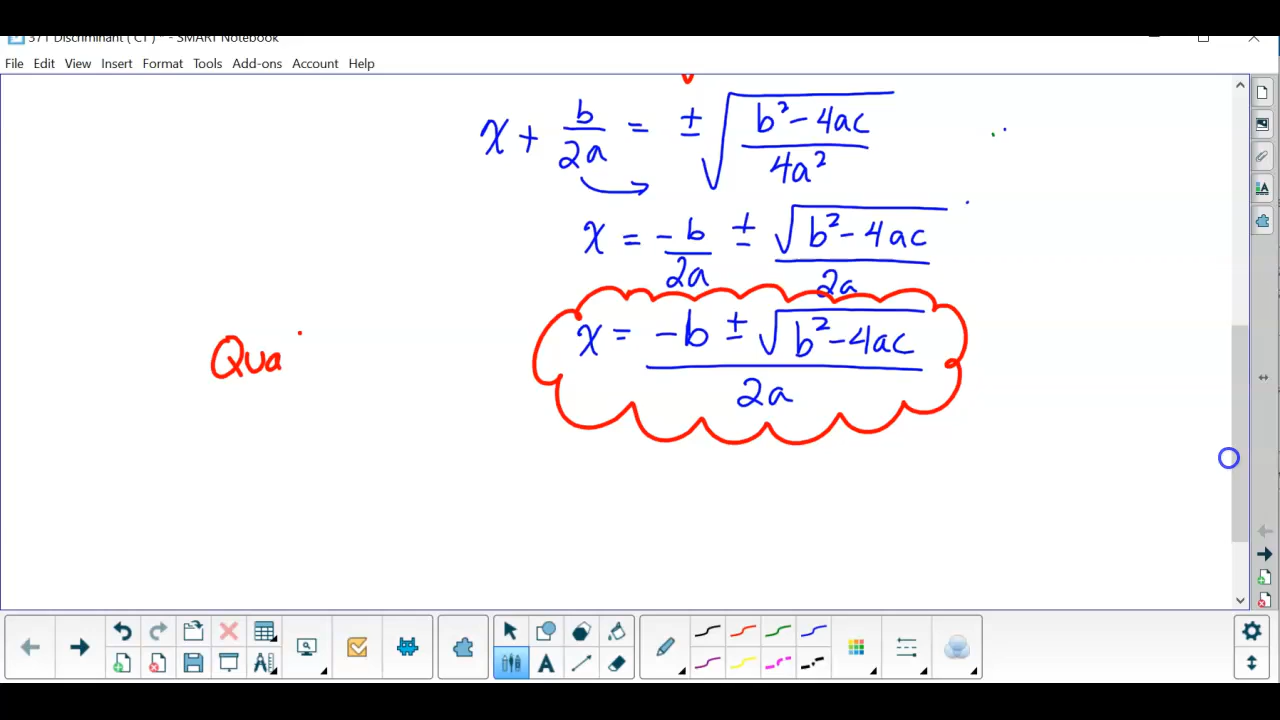 371 Discriminant ( CT ) * - SMART Notebook
File Edit View Insert Format Tools Add-ons Account Help
x + b/2a = ± √((b² - 4ac)/(4a²))
x = -b/2a ± √(b² - 4ac)/2a
Qua
x = (-b ± √(b² - 4ac))/2a
A